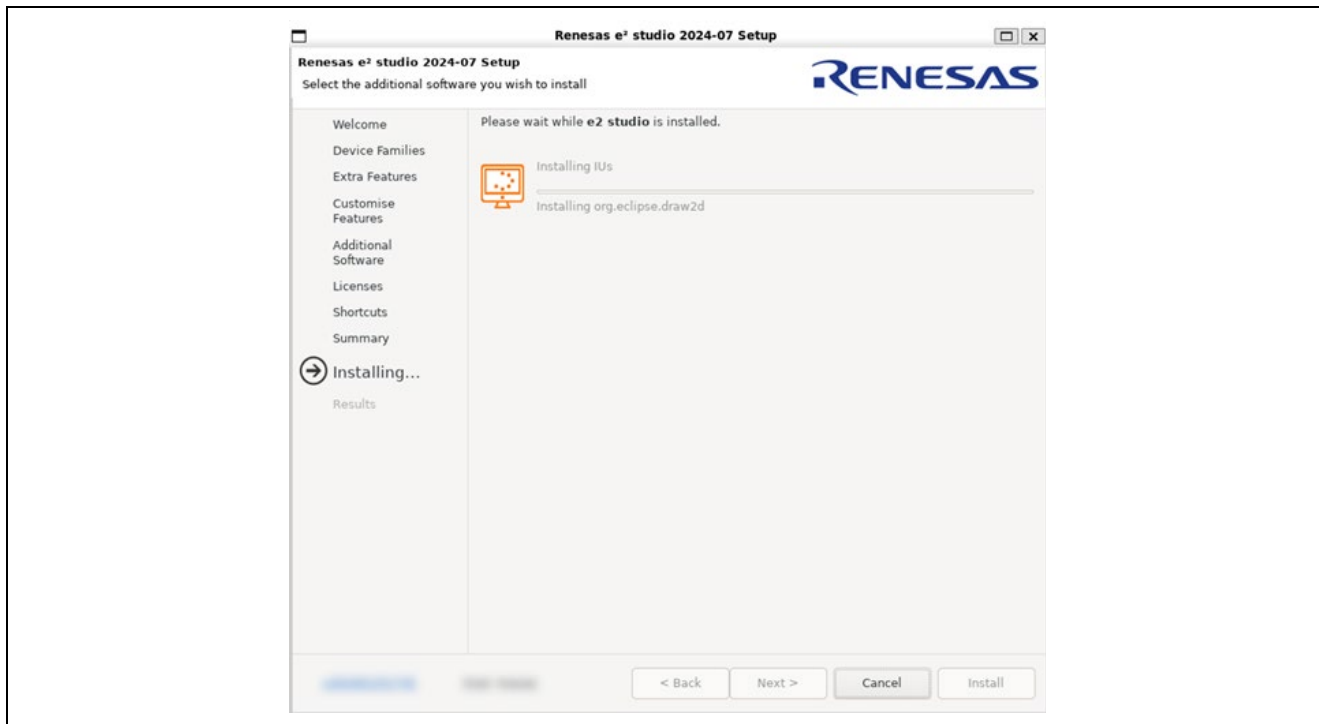 Renesas e² studio 2024-07 Setup
Renesas e² studio 2024-07 Setup
Select the additional software you wish to install
RENESAS
Welcome
Device Families
Extra Features
Customise
Features
Additional
Software
Licenses
Shortcuts
Summary
Installing...
Results
Please wait while e2 studio is installed.
Installing IUs
Installing org.eclipse.draw2d
< Back
Next >
Cancel
Install